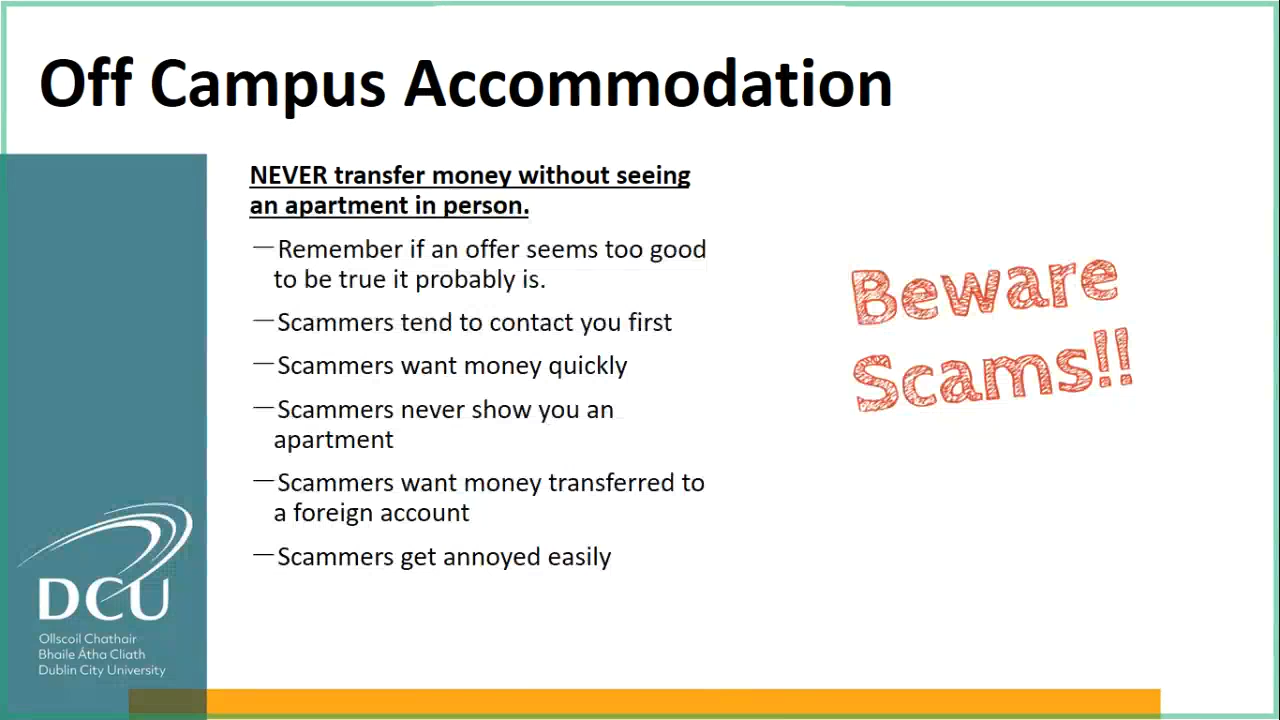 Off Campus Accommodation
NEVER transfer money without seeing
an apartment in person.
—Remember if an offer seems too good
to be true it probably is.
—Scammers tend to contact you first
—Scammers want money quickly
—Scammers never show you an
apartment
—Scammers want money transferred to
a foreign account
—Scammers get annoyed easily
Beware
Scams!!
DCU
Ollscoil Chathair
Bhaile Átha Cliath
Dublin City University